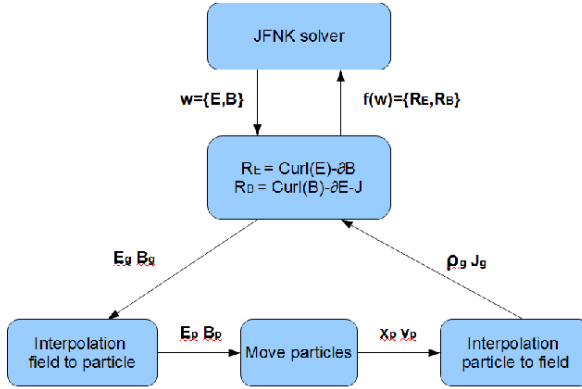 JFNK solver
w={E,B} f(w)={RE,RB}
RE = Curl(E)-∂B
RB = Curl(B)-∂E-J
Eg Bg
ρg Jg
Interpolation
field to particle
Ep Bp
Move particles
xp vp
Interpolation
particle to field